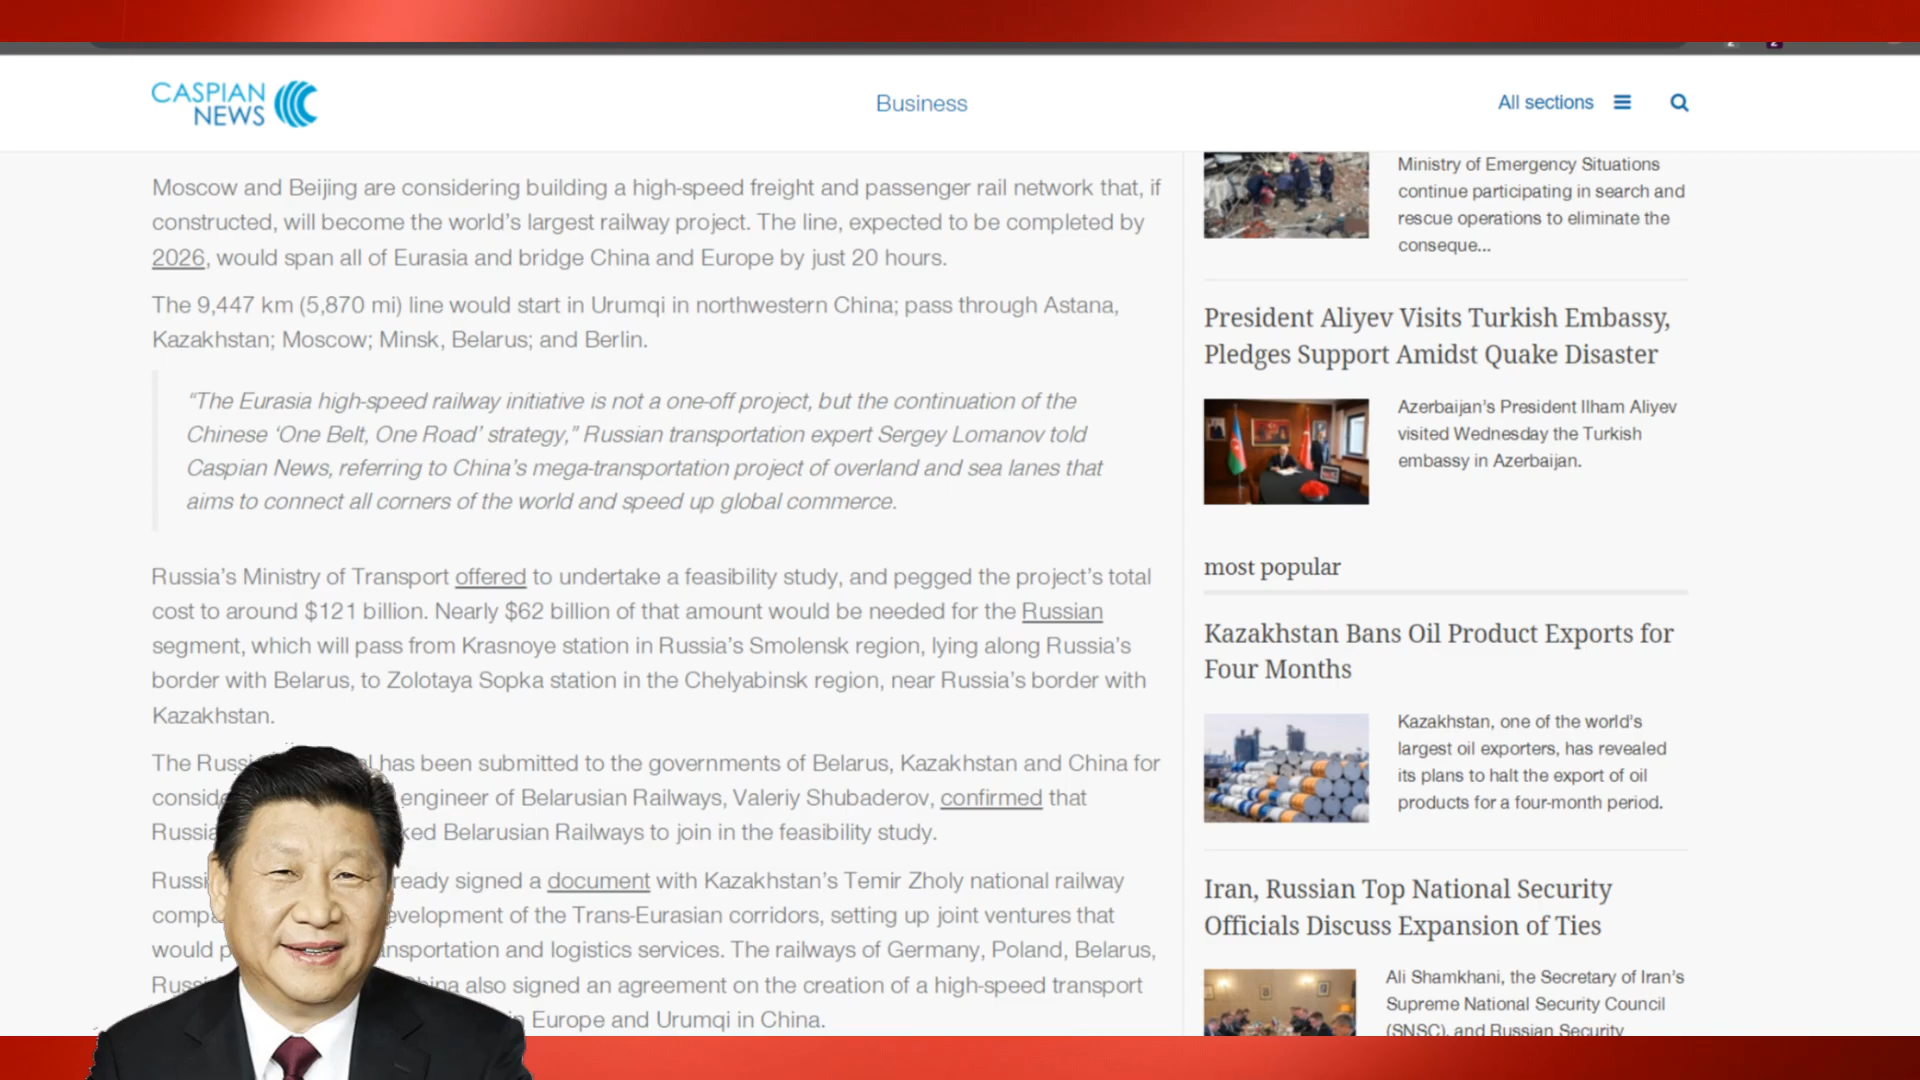 CASPIAN
NEWS
Business
All sections
Moscow and Beijing are considering building a high-speed freight and passenger rail network that, if
constructed, will become the world's largest railway project. The line, expected to be completed by
2026, would span all of Eurasia and bridge China and Europe by just 20 hours.
The 9,447 km (5,870 mi) line would start in Urumqi in northwestern China; pass through Astana,
Kazakhstan; Moscow; Minsk, Belarus; and Berlin.
“The Eurasia high-speed railway initiative is not a one-off project, but the continuation of the
Chinese ‘One Belt, One Road’ strategy,” Russian transportation expert Sergey Lomanov told
Caspian News, referring to China’s mega-transportation project of overland and sea lanes that
aims to connect all corners of the world and speed up global commerce.
Russia’s Ministry of Transport offered to undertake a feasibility study, and pegged the project’s total
cost to around $121 billion. Nearly $62 billion of that amount would be needed for the Russian
segment, which will pass from Krasnoye station in Russia’s Smolensk region, lying along Russia’s
border with Belarus, to Zolotaya Sopka station in the Chelyabinsk region, near Russia’s border with
Kazakhstan.
The has been submitted to the governments of Belarus, Kazakhstan and China for
engineer of Belarusian Railways, Valeriy Shubaderov, confirmed that
Belarusian Railways to join in the feasibility study.
signed a document with Kazakhstan’s Temir Zholy national railway
of the Trans-Eurasian corridors, setting up joint ventures that
would and logistics services. The railways of Germany, Poland, Belarus,
also signed an agreement on the creation of a high-speed transport
Europe and Urumqi in China.
Ministry of Emergency Situations
continue participating in search and
rescue operations to eliminate the
conseque...
President Aliyev Visits Turkish Embassy,
Pledges Support Amidst Quake Disaster
Azerbaijan’s President Ilham Aliyev
visited Wednesday the Turkish
embassy in Azerbaijan.
most popular
Kazakhstan Bans Oil Product Exports for
Four Months
Kazakhstan, one of the world’s
largest oil exporters, has revealed
its plans to halt the export of oil
products for a four-month period.
Iran, Russian Top National Security
Officials Discuss Expansion of Ties
Ali Shamkhani, the Secretary of Iran’s
Supreme National Security Council
(SNSC), and Russian Security